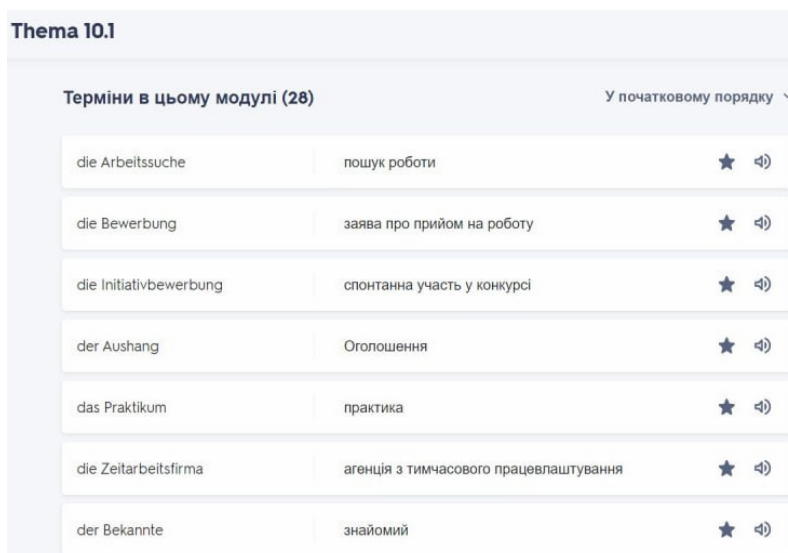 Thema 10.1
Терміни в цьому модулі (28)
У початковому порядку
die Arbeitssuche пошук роботи
die Bewerbung заява про прийом на роботу
die Initiativbewerbung спонтанна участь у конкурсі
der Aushang Оголошення
das Praktikum практика
die Zeitarbeitsfirma агенція з тимчасового працевлаштування
der Bekannte знайомий